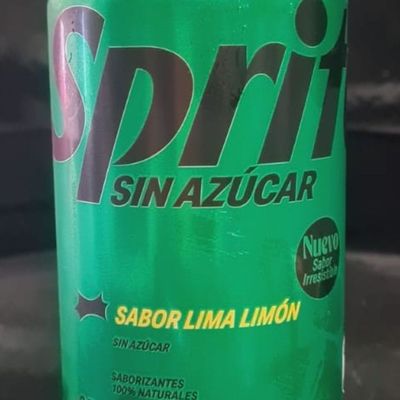 Sprit
SIN AZÚCAR
Nuevo
Sabor
Irresistible
SABOR LIMA LIMÓN
SIN AZÚCAR
SABORIZANTES
100% NATURALES